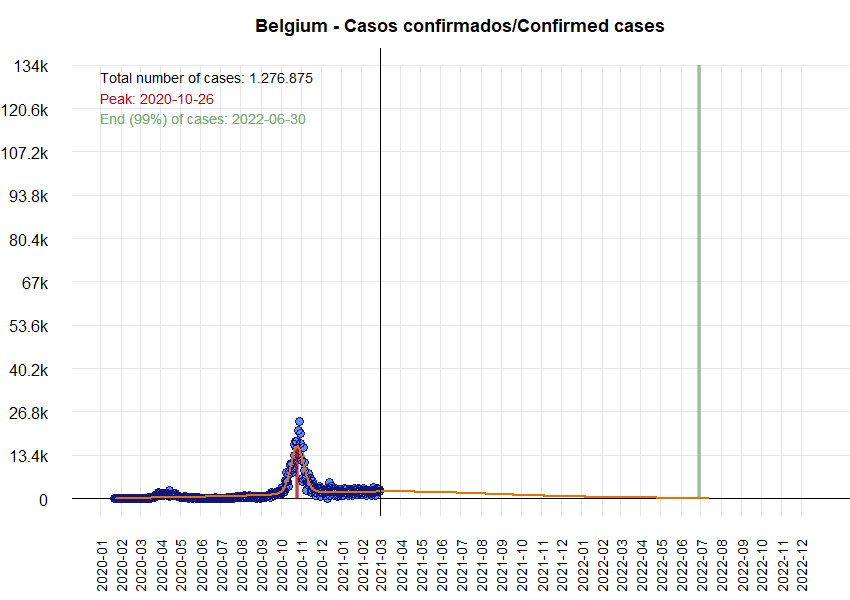 Belgium - Casos confirmados/Confirmed cases
134k
120.6k
107.2k
93.8k
80.4k
67k
53.6k
40.2k
26.8k
13.4k
0
Total number of cases: 1.276.875
Peak: 2020-10-26
End (99%) of cases: 2022-06-30
2020-01
2020-02
2020-03
2020-04
2020-05
2020-06
2020-07
2020-08
2020-09
2020-10
2020-11
2020-12
2021-01
2021-02
2021-03
2021-04
2021-05
2021-06
2021-07
2021-08
2021-09
2021-10
2021-11
2021-12
2022-01
2022-02
2022-03
2022-04
2022-05
2022-06
2022-07
2022-08
2022-09
2022-10
2022-11
2022-12